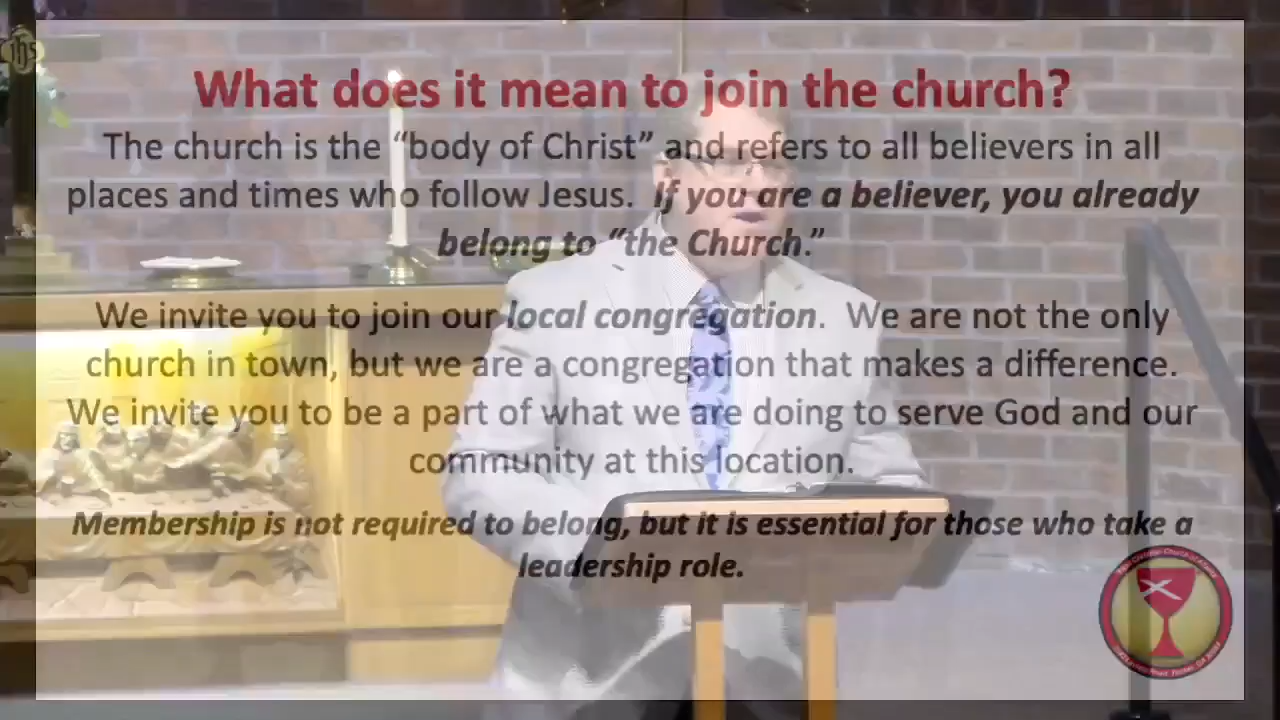 What does it mean to join the church?
The church is the “body of Christ” and refers to all believers in all
places and times who follow Jesus.  If you are a believer, you already
belong to “the Church.”
We invite you to join our local congregation.  We are not the only
church in town, but we are a congregation that makes a difference.
We invite you to be a part of what we are doing to serve God and our
community at this location.
Membership is not required to belong, but it is essential for those who take a
leadership role.
IHS